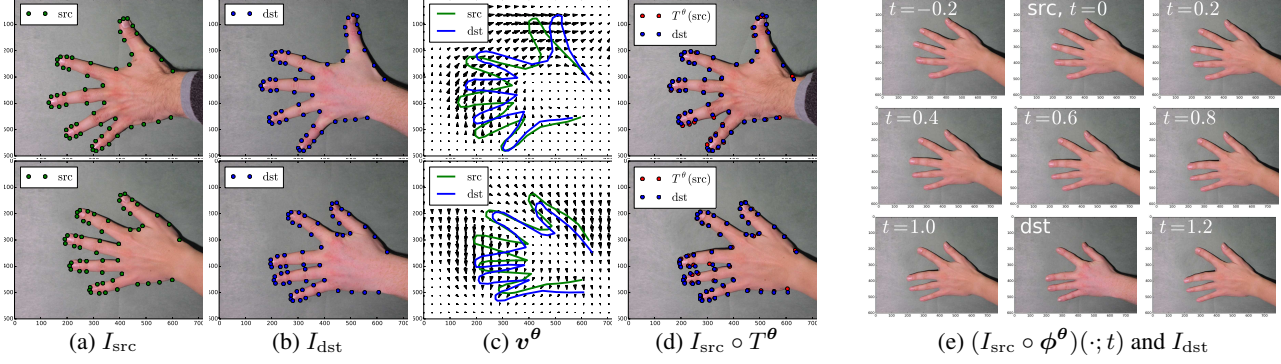 src
dst
src
dst
T^θ(src)
dst
src
dst
src
dst
T^θ(src)
dst
t=−0.2
src, t=0
t=0.2
t=0.4
t=0.6
t=0.8
t=1.0
dst
t=1.2
(a) I_src
(b) I_dst
(c) v^θ
(d) I_src ∘ T^θ
(e) (I_src ∘ ϕ^θ)(·; t) and I_dst